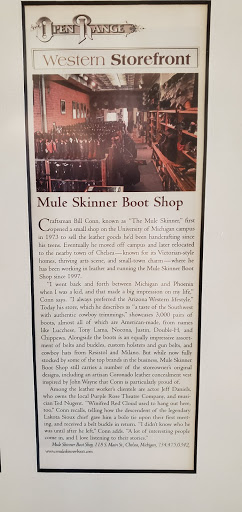 OPEN RANGE
Western Storefront
Mule Skinner Boot Shop
Craftsman Bill Conn, known as "The Mule Skinner," first
opened a small shop on the University of Michigan campus
in 1973 to sell the leather goods he'd been handcrafting since
his teens. Eventually he moved off campus and later relocated
to the nearby town of Chelsea—known for its Victorian-style
homes, thriving arts scene, and small-town charm—where he
has been working in leather and running the Mule Skinner Boot
Shop since 1997.
"I went back and forth between Michigan and Phoenix
when I was a kid, and that made a big impression on my life,"
Conn says. "I always preferred the Arizona Western lifestyle."
Today his store, which he describes as "a taste of the Southwest
with authentic cowboy trimmings," showcases 3,000 pairs of
boots, almost all of which are American-made, from names
like Lucchese, Tony Lama, Nocona, Justin, Double-H, and
Chippewa. Alongside the boots is an equally impressive assort-
ment of belts and buckles, custom holsters and gun belts, and
cowboy hats from Resistol and Milano. But while now fully
stocked by some of the top brands in the business, Mule Skinner
Boot Shop still carries a number of the storeowner's original
designs, including an artisan Coronado leather concealment vest
inspired by John Wayne that Conn is particularly proud of.
Among the leather worker's clientele are actor Jeff Daniels,
who owns the local Purple Rose Theatre Company, and musi-
cian Ted Nugent. "Winifred Red Cloud used to hang out here,
too," Conn recalls, telling how the descendent of the legendary
Lakota Sioux chief gave him a bolo tie upon their first meet-
ing, and received a belt buckle in return. "I didn't know who he
was until after he left," Conn adds. "A lot of interesting people
come in, and I love listening to their stories."
Mule Skinner Boot Shop, S. Main St., Chelsea, Michigan,